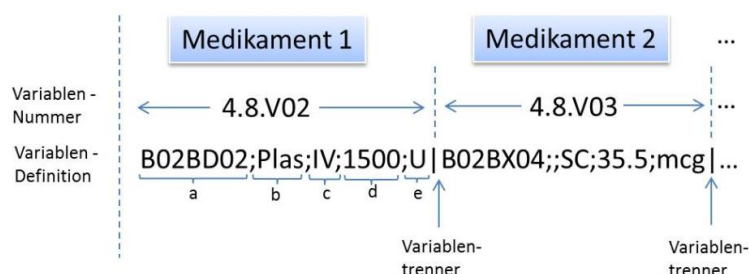 Medikament 1 Medikament 2 ...
Variablen - Nummer 4.8.V02 4.8.V03 ...
Variablen - Definition B02BD02;Plas;IV;1500;U|B02BX04;;SC;35.5;mcg|...
a b c d e
Variablen- Variablen-
trenner trenner